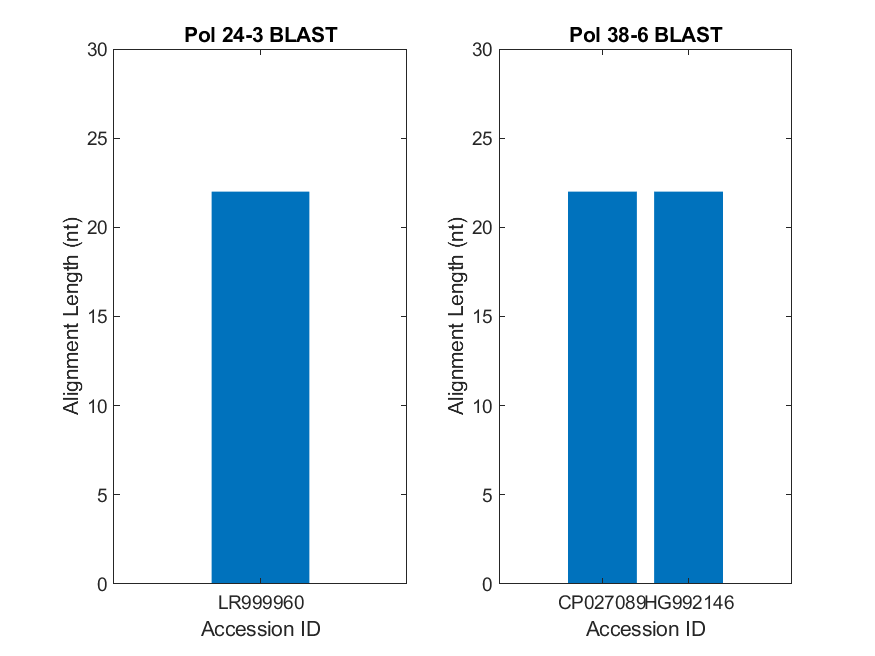 Pol 24-3 BLAST
30
25
20
15
10
5
0
Alignment Length (nt)
LR999960
Accession ID
Pol 38-6 BLAST
30
25
20
15
10
5
0
Alignment Length (nt)
CP027089 HG992146
Accession ID